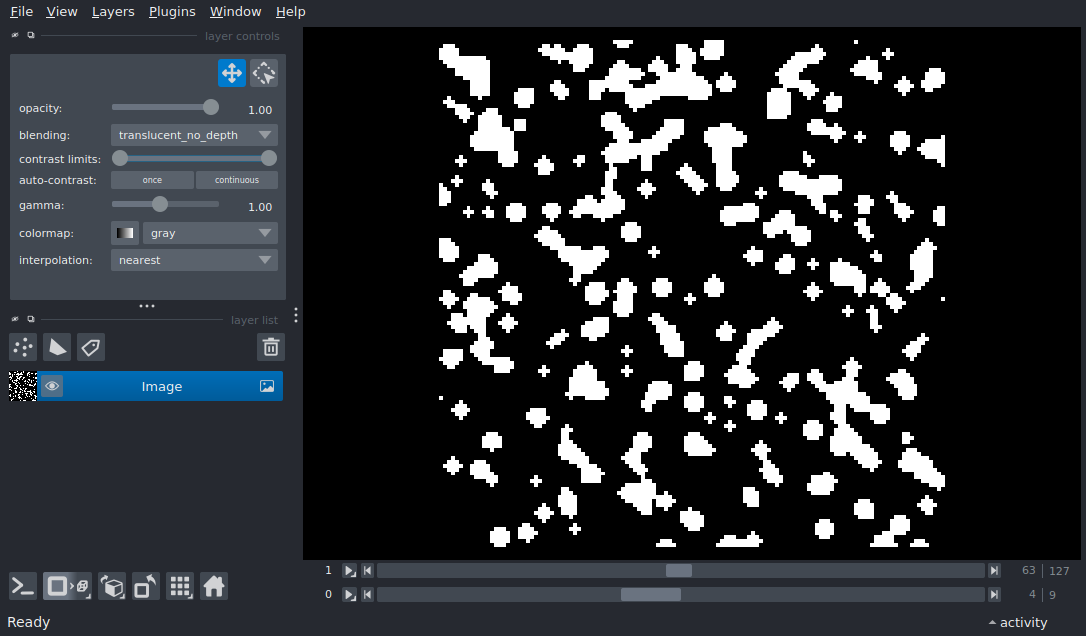 File View Layers Plugins Window Help
layer controls
opacity: 1.00
blending: translucent_no_depth
contrast limits:
auto-contrast: once continuous
gamma: 1.00
colormap: gray
interpolation: nearest
layer list
Image
1 63 127
0 4 9
Ready activity